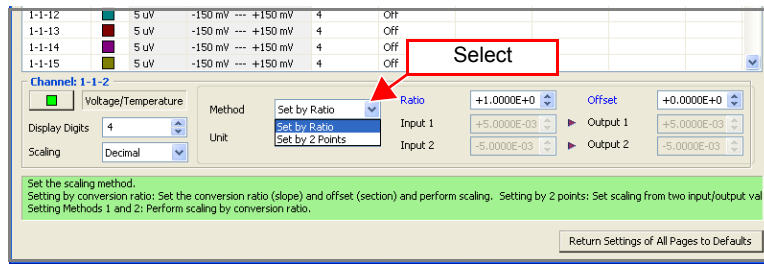 1-1-12 5 uV -150 mV --- +150 mV 4 Off
1-1-13 5 uV -150 mV --- +150 mV 4 Off
1-1-14 5 uV -150 mV --- +150 mV 4 Off
1-1-15 5 uV -150 mV --- +150 mV 4 Off
Select
Channel: 1-1-2
Voltage/Temperature
Display Digits 4
Scaling Decimal
Method Set by Ratio
Set by Ratio
Set by 2 Points
Unit
Ratio +1.0000E+0 Offset +0.0000E+0
Input 1 +5.0000E-03 Output 1 +5.0000E-03
Input 2 -5.0000E-03 Output 2 -5.0000E-03
Set the scaling method.
Setting by conversion ratio: Set the conversion ratio (slope) and offset (section) and perform scaling. Setting by 2 points: Set scaling from two input/output val
Setting Methods 1 and 2: Perform scaling by conversion ratio.
Return Settings of All Pages to Defaults